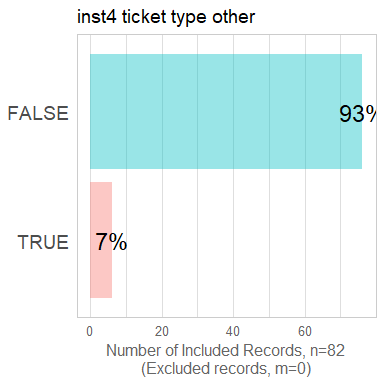 inst4 ticket type other
FALSE
93%
TRUE
7%
0 20 40 60
Number of Included Records, n=82
(Excluded records, m=0)